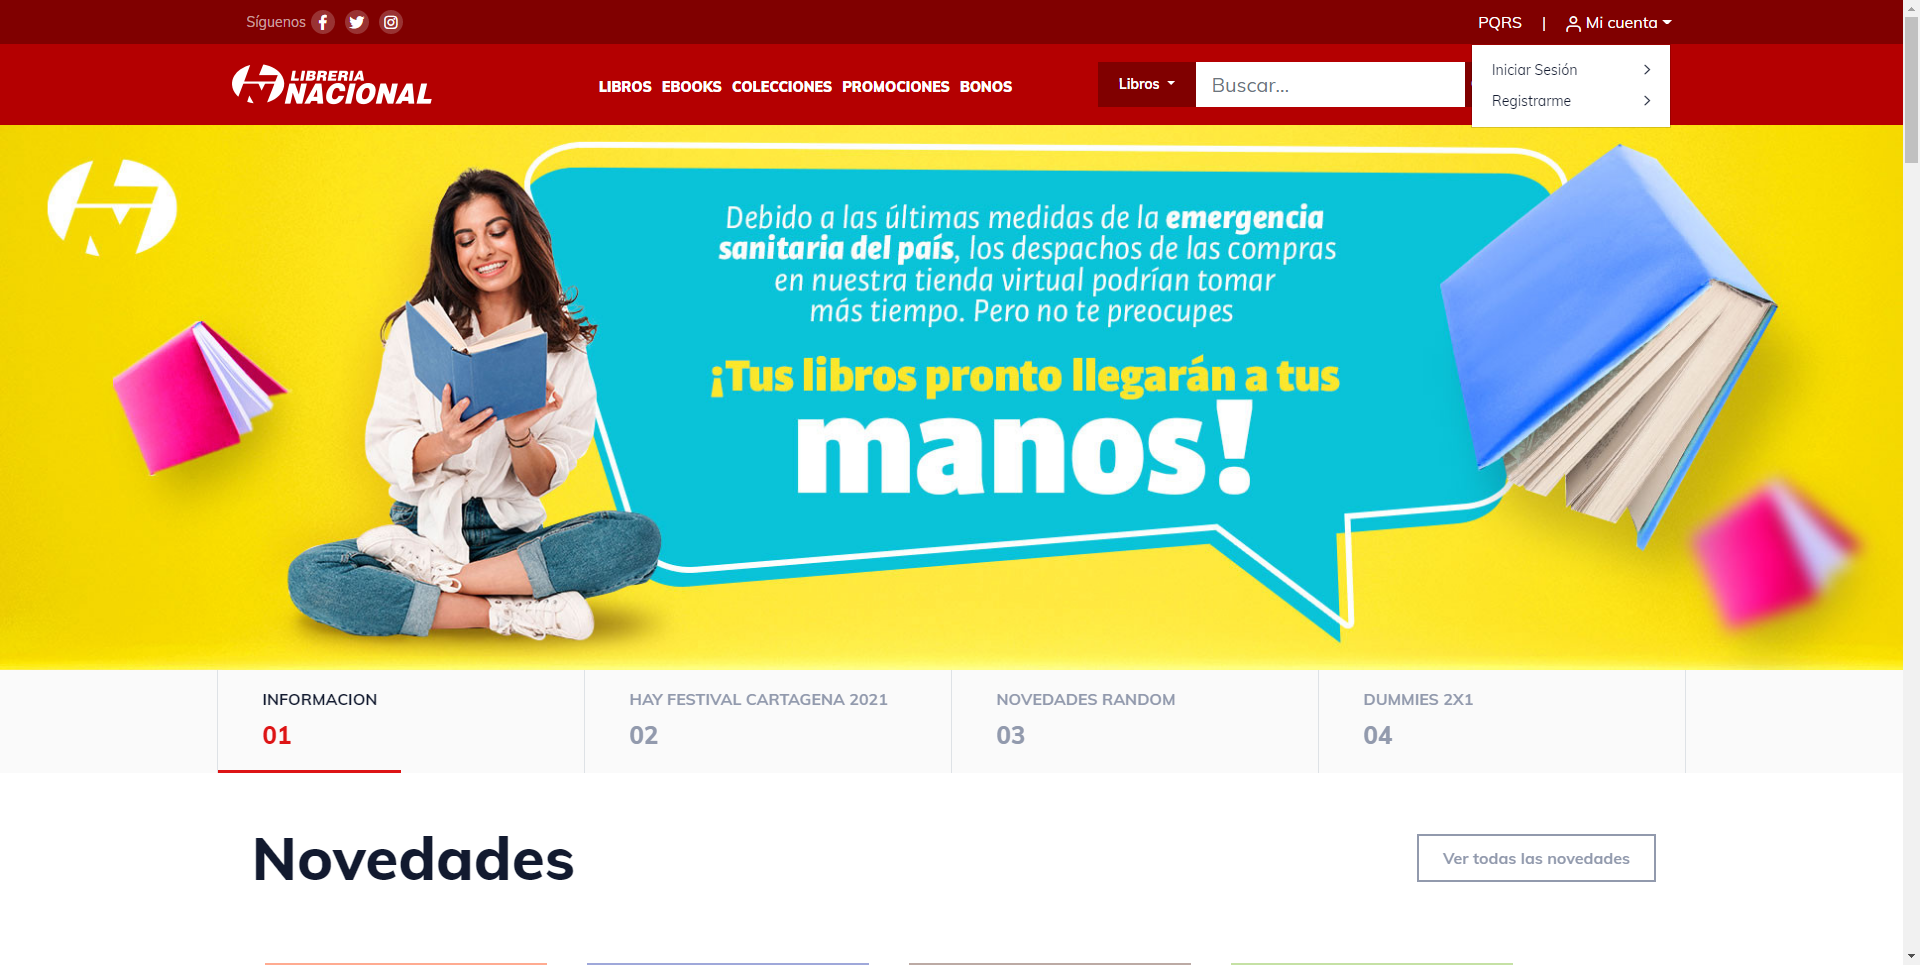 Síguenos
PQRS | Mi cuenta
Iniciar Sesión
Registrarme
LIBRERIA
NACIONAL
LIBROS EBOOKS COLECCIONES PROMOCIONES BONOS
Libros
Buscar...
Debido a las últimas medidas de la emergencia
sanitaria del país, los despachos de las compras
en nuestra tienda virtual podrían tomar
más tiempo. Pero no te preocupes
¡Tus libros pronto llegarán a tus
manos!
INFORMACION
01
HAY FESTIVAL CARTAGENA 2021
02
NOVEDADES RANDOM
03
DUMMIES 2X1
04
Novedades
Ver todas las novedades